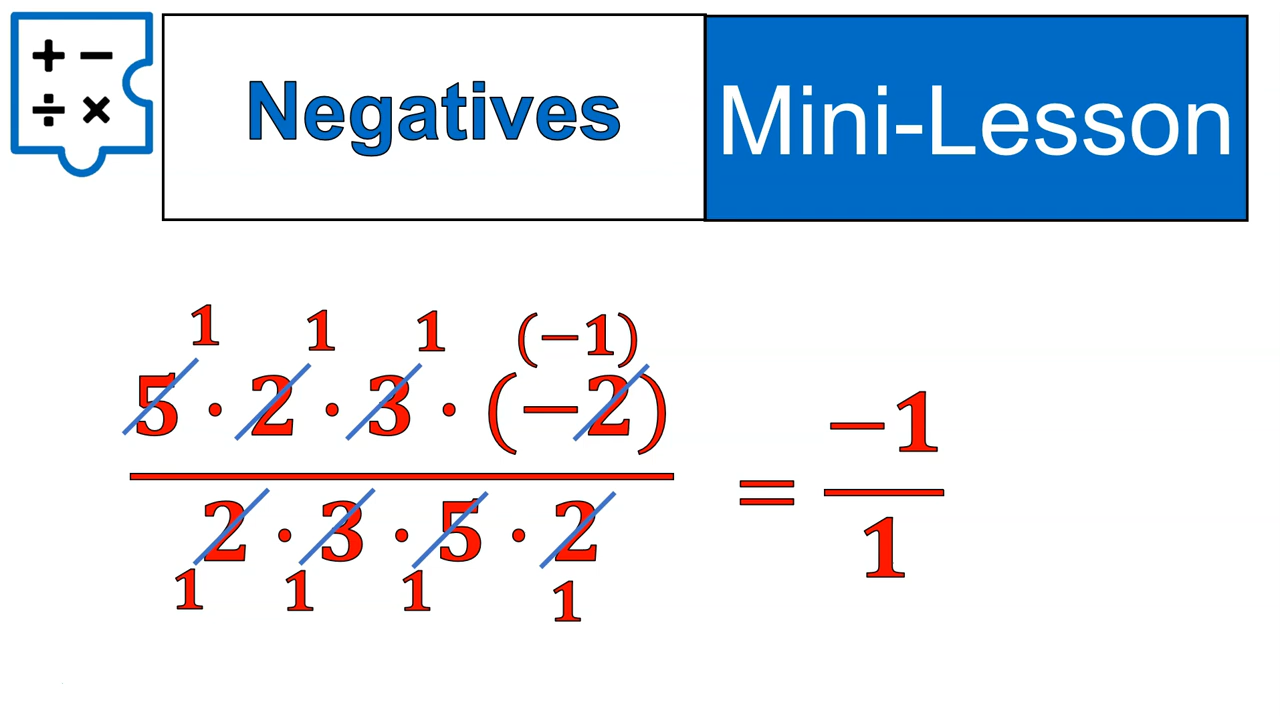 + −
÷ ×
Negatives
Mini-Lesson
1 1 1 (−1)
5 · 2 · 3 · (−2)
2 · 3 · 5 · 2
1 1 1 1
= −1
1